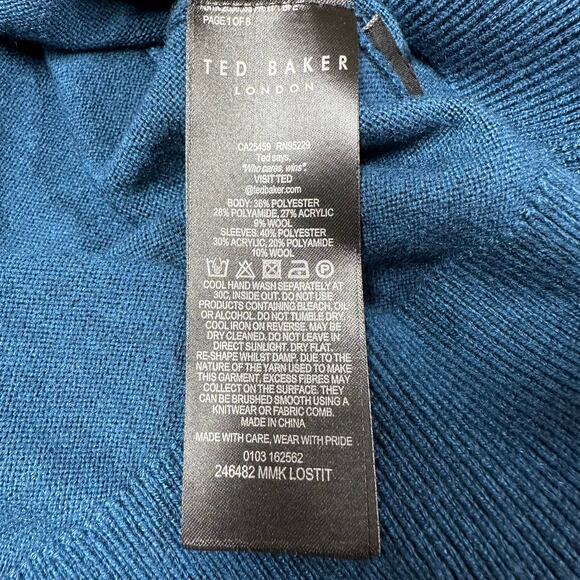 PAGE 1 OF 8
TED BAKER
LONDON
CA25459 RN95229
Ted says,
"Who cares, wins".
VISIT TED
@tedbaker.com
BODY: 36% POLYESTER
28% POLYAMIDE, 27% ACRYLIC
9% WOOL
SLEEVES: 40% POLYESTER
30% ACRYLIC, 20% POLYAMIDE
10% WOOL
COOL HAND WASH SEPARATELY AT
30C, INSIDE OUT. DO NOT USE
PRODUCTS CONTAINING BLEACH, OIL
OR ALCOHOL. DO NOT TUMBLE DRY.
COOL IRON ON REVERSE. MAY BE
DRY CLEANED. DO NOT LEAVE IN
DIRECT SUNLIGHT. DRY FLAT.
RE-SHAPE WHILST DAMP. DUE TO THE
NATURE OF THE YARN USED TO MAKE
THIS GARMENT, EXCESS FIBRES MAY
COLLECT ON THE SURFACE. THEY
CAN BE BRUSHED SMOOTH USING A
KNITWEAR OR FABRIC COMB.
MADE IN CHINA
MADE WITH CARE, WEAR WITH PRIDE
0103 162562
246482 MMK LOSTIT